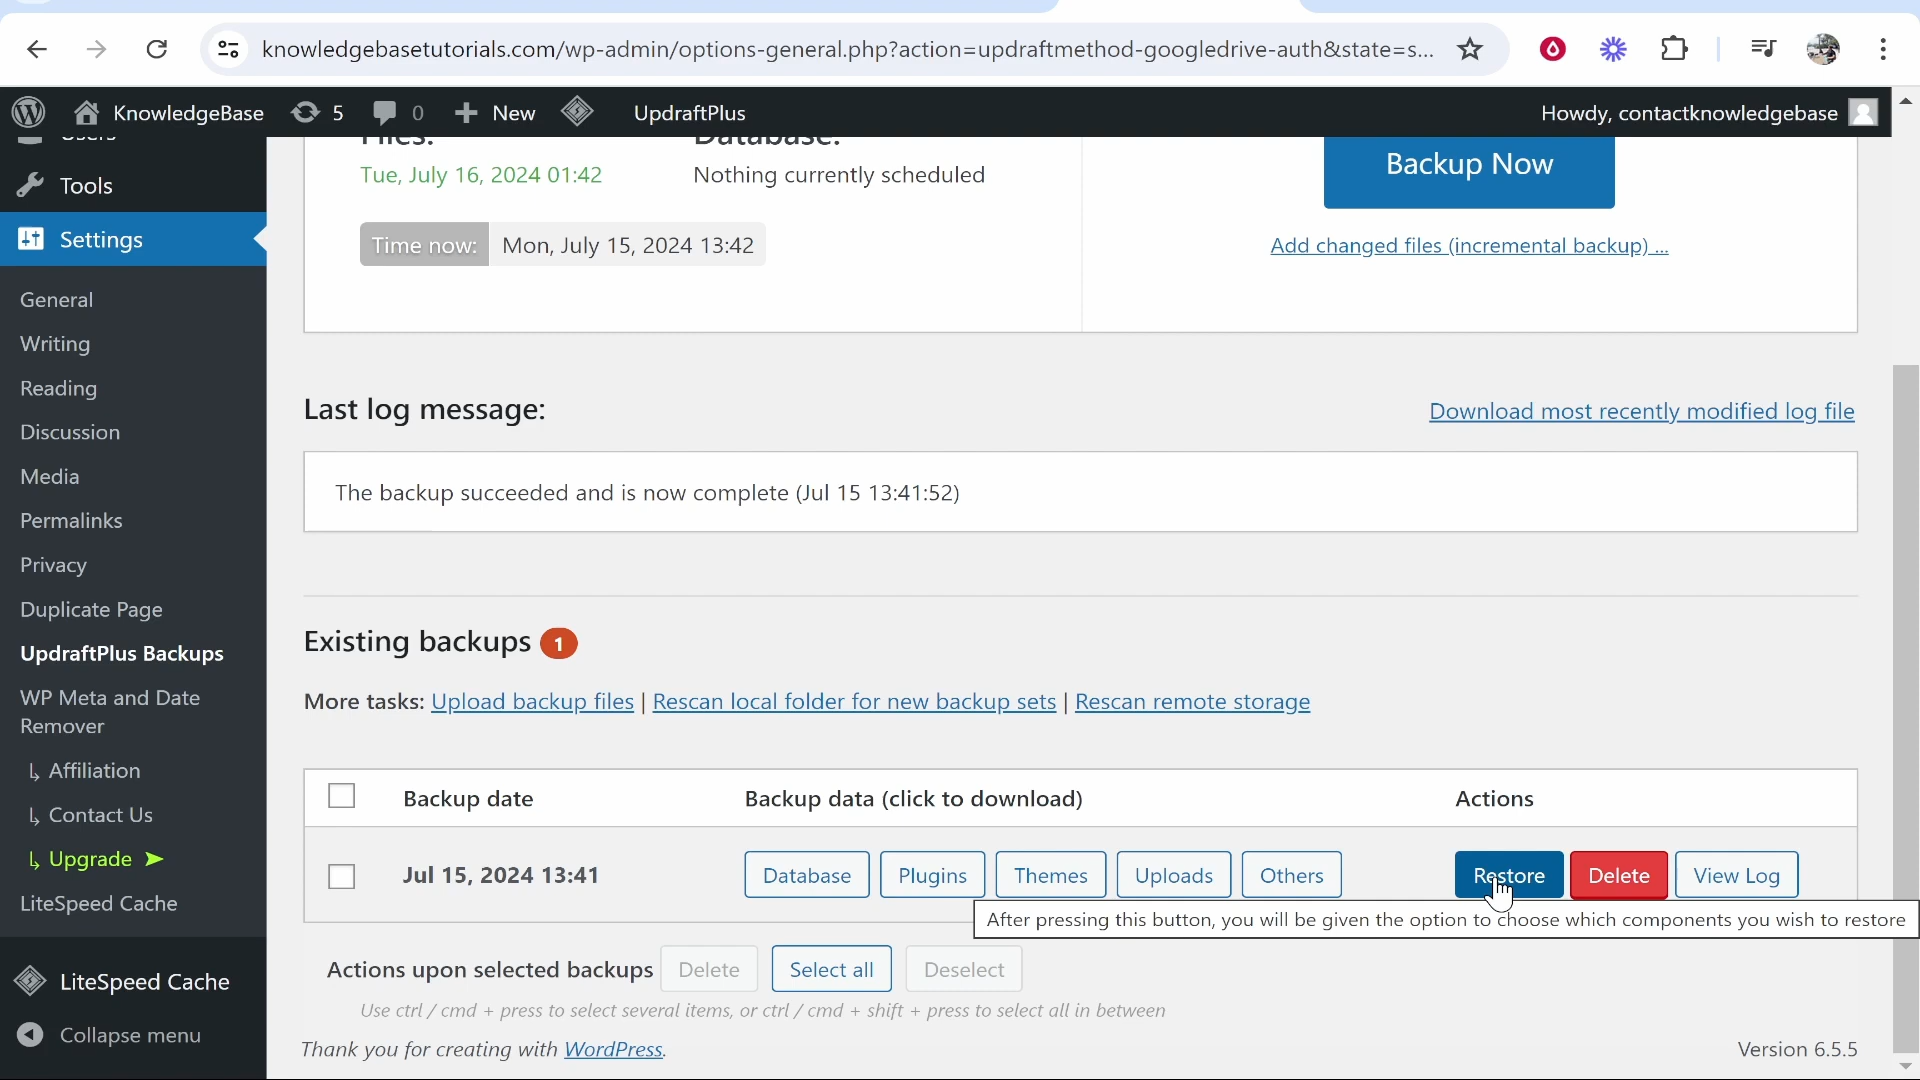 knowledgebasetutorials.com/wp-admin/options-general.php?action=updraftmethod-googledrive-auth&state=s...
KnowledgeBase 5 0 New UpdraftPlus Howdy, contactknowledgebase
Users
Tools
Settings
General
Writing
Reading
Discussion
Media
Permalinks
Privacy
Duplicate Page
UpdraftPlus Backups
WP Meta and Date
Remover
↳ Affiliation
↳ Contact Us
↳ Upgrade ➤
LiteSpeed Cache
LiteSpeed Cache
Collapse menu
Files: Database:
Tue, July 16, 2024 01:42 Nothing currently scheduled
Time now: Mon, July 15, 2024 13:42
Backup Now
Add changed files (incremental backup) ...
Last log message: Download most recently modified log file
The backup succeeded and is now complete (Jul 15 13:41:52)
Existing backups 1
More tasks: Upload backup files | Rescan local folder for new backup sets | Rescan remote storage
Backup date Backup data (click to download) Actions
Jul 15, 2024 13:41 Database Plugins Themes Uploads Others Restore Delete View Log
After pressing this button, you will be given the option to choose which components you wish to restore
Actions upon selected backups Delete Select all Deselect
Use ctrl / cmd + press to select several items, or ctrl / cmd + shift + press to select all in between
Thank you for creating with WordPress. Version 6.5.5